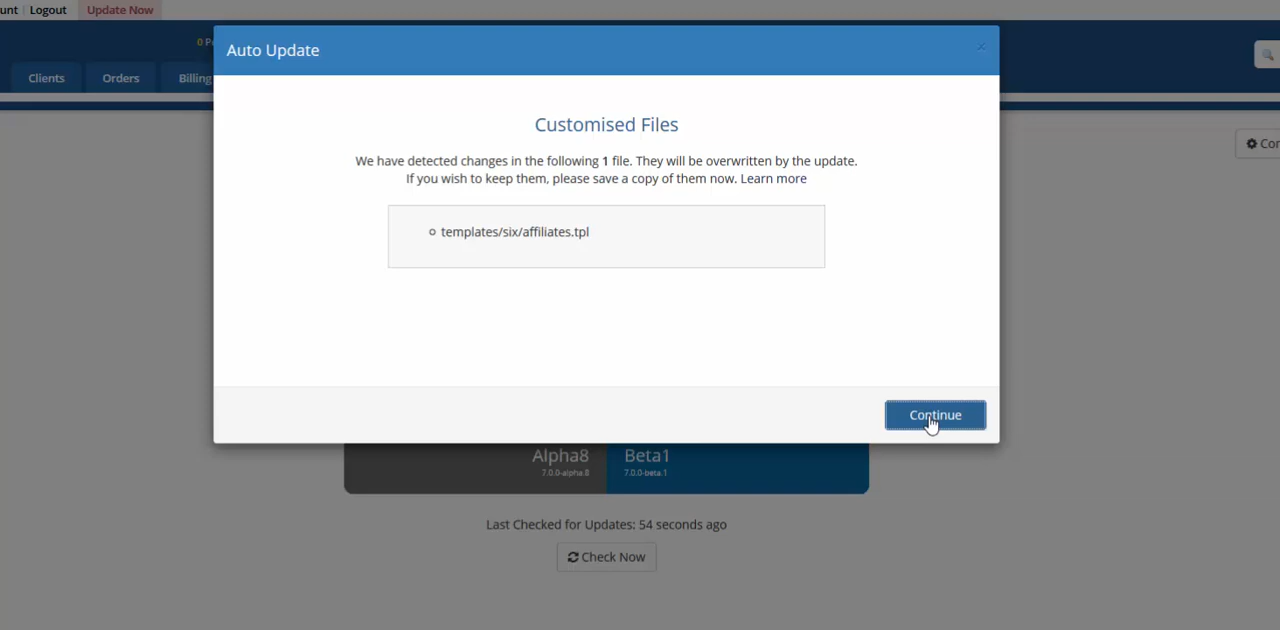 unt Logout Update Now
Auto Update
×
0 P
Clients Orders Billing
Customised Files
Cor
We have detected changes in the following 1 file. They will be overwritten by the update.
If you wish to keep them, please save a copy of them now. Learn more
templates/six/affiliates.tpl
Continue
Alpha8 Beta1
7.0.0-alpha.8 7.0.0-beta.1
Last Checked for Updates: 54 seconds ago
Check Now